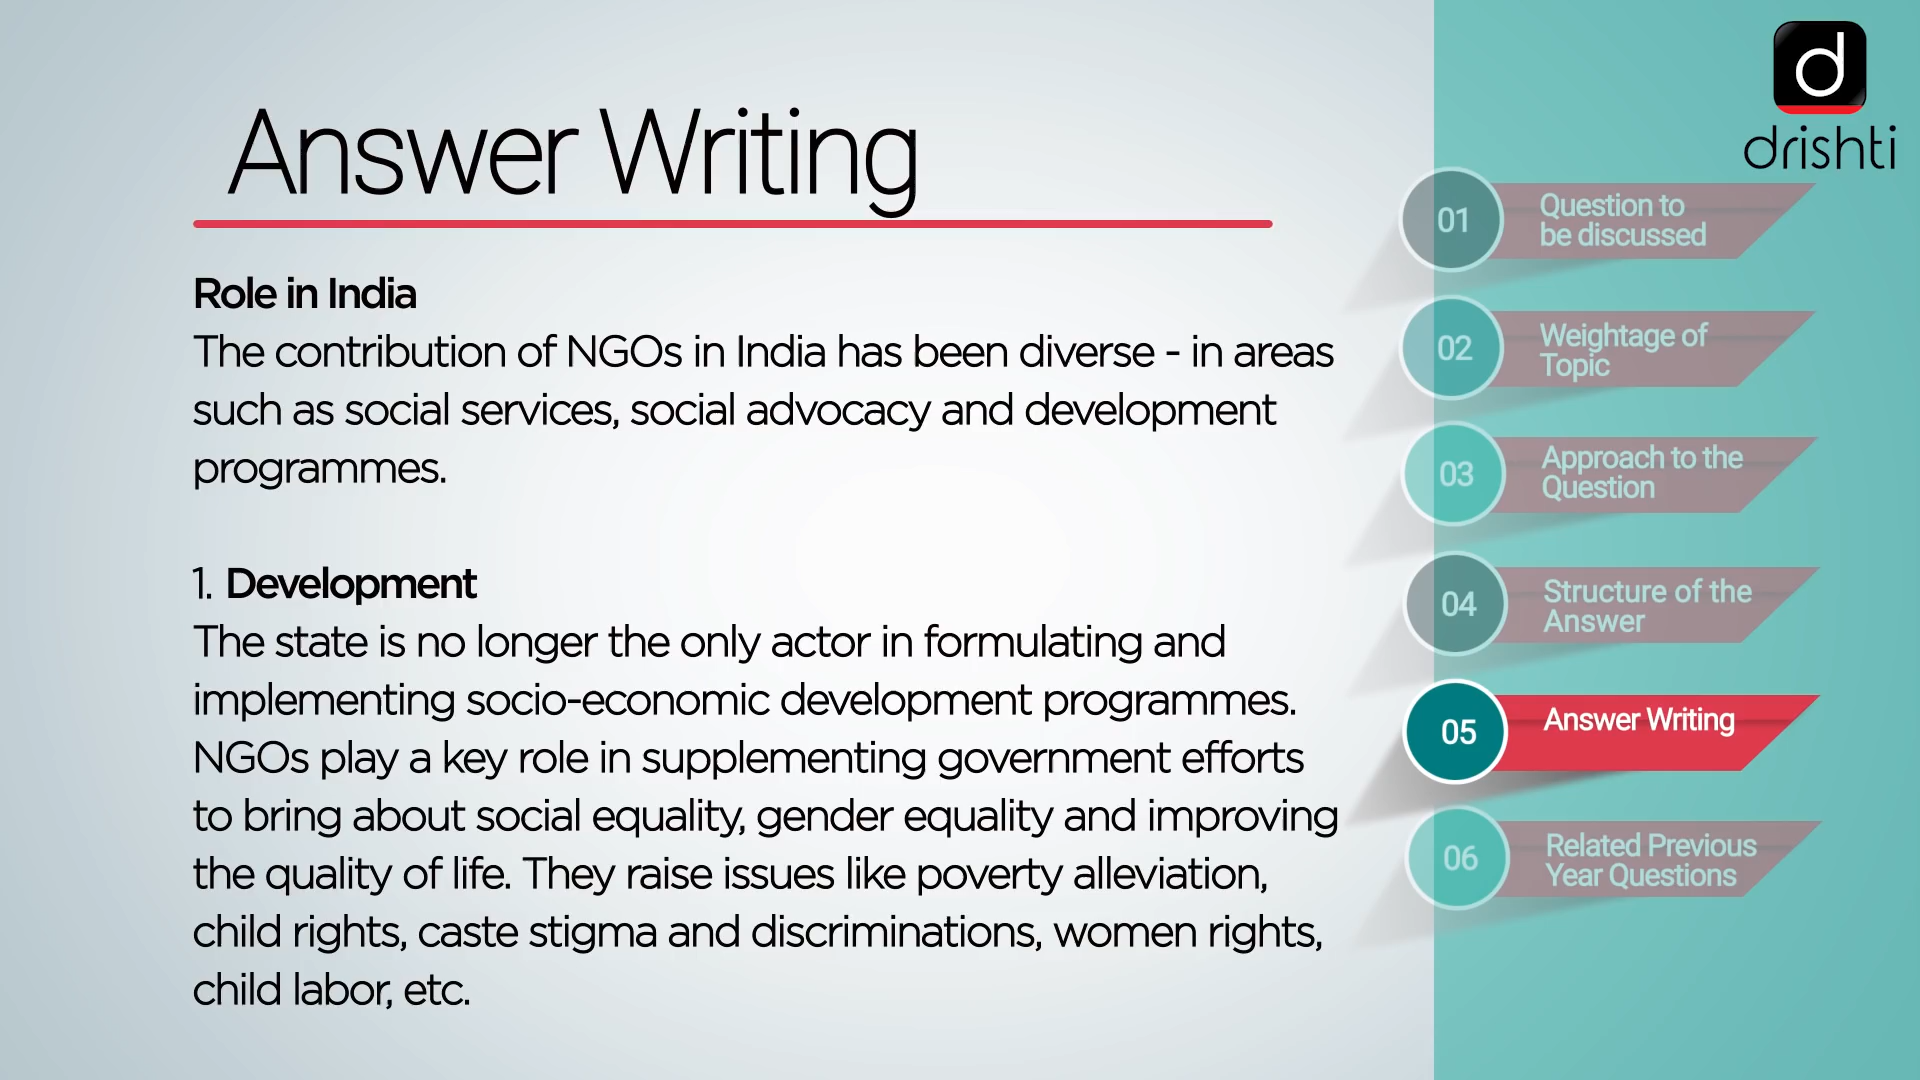 Answer Writing
Role in India
The contribution of NGOs in India has been diverse - in areas
such as social services, social advocacy and development
programmes.
1. Development
The state is no longer the only actor in formulating and
implementing socio-economic development programmes.
NGOs play a key role in supplementing government efforts
to bring about social equality, gender equality and improving
the quality of life. They raise issues like poverty alleviation,
child rights, caste stigma and discriminations, women rights,
child labor, etc.
d
drishti
01
Question to
be discussed
02
Weightage of
Topic
03
Approach to the
Question
04
Structure of the
Answer
05
Answer Writing
06
Related Previous
Year Questions